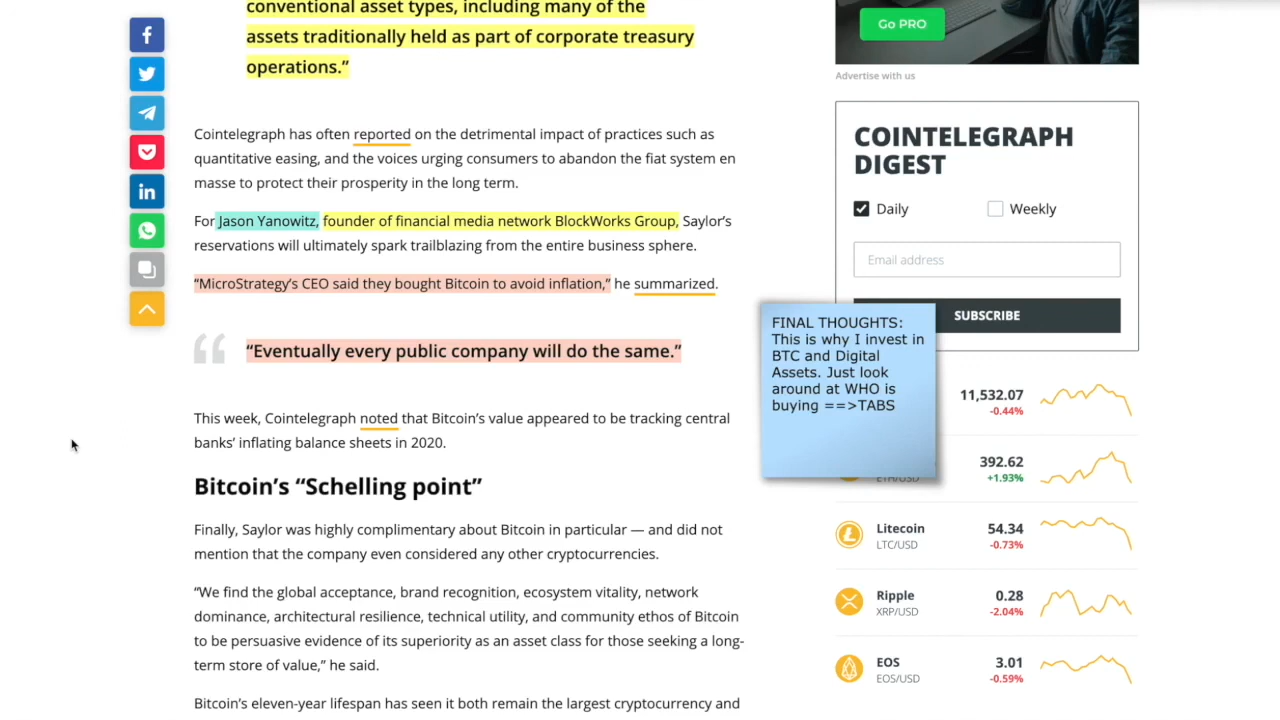 conventional asset types, including many of the
assets traditionally held as part of corporate treasury
operations.”
Cointelegraph has often reported on the detrimental impact of practices such as
quantitative easing, and the voices urging consumers to abandon the fiat system en
masse to protect their prosperity in the long term.
For Jason Yanowitz, founder of financial media network BlockWorks Group, Saylor’s
reservations will ultimately spark trailblazing from the entire business sphere.
“MicroStrategy’s CEO said they bought Bitcoin to avoid inflation,” he summarized.
“Eventually every public company will do the same.”
This week, Cointelegraph noted that Bitcoin’s value appeared to be tracking central
banks’ inflating balance sheets in 2020.
Bitcoin’s “Schelling point”
Finally, Saylor was highly complimentary about Bitcoin in particular — and did not
mention that the company even considered any other cryptocurrencies.
“We find the global acceptance, brand recognition, ecosystem vitality, network
dominance, architectural resilience, technical utility, and community ethos of Bitcoin
to be persuasive evidence of its superiority as an asset class for those seeking a long-
term store of value,” he said.
Bitcoin’s eleven-year lifespan has seen it both remain the largest cryptocurrency and
Go PRO
Advertise with us
COINTELEGRAPH
DIGEST
Daily
Weekly
Email address
SUBSCRIBE
FINAL THOUGHTS:
This is why I invest in
BTC and Digital
Assets. Just look
around at WHO is
buying ==>TABS
11,532.07
-0.44%
392.62
ETH/USD
+1.93%
Litecoin
54.34
LTC/USD
-0.73%
Ripple
0.28
XRP/USD
-2.04%
EOS
3.01
EOS/USD
-0.59%